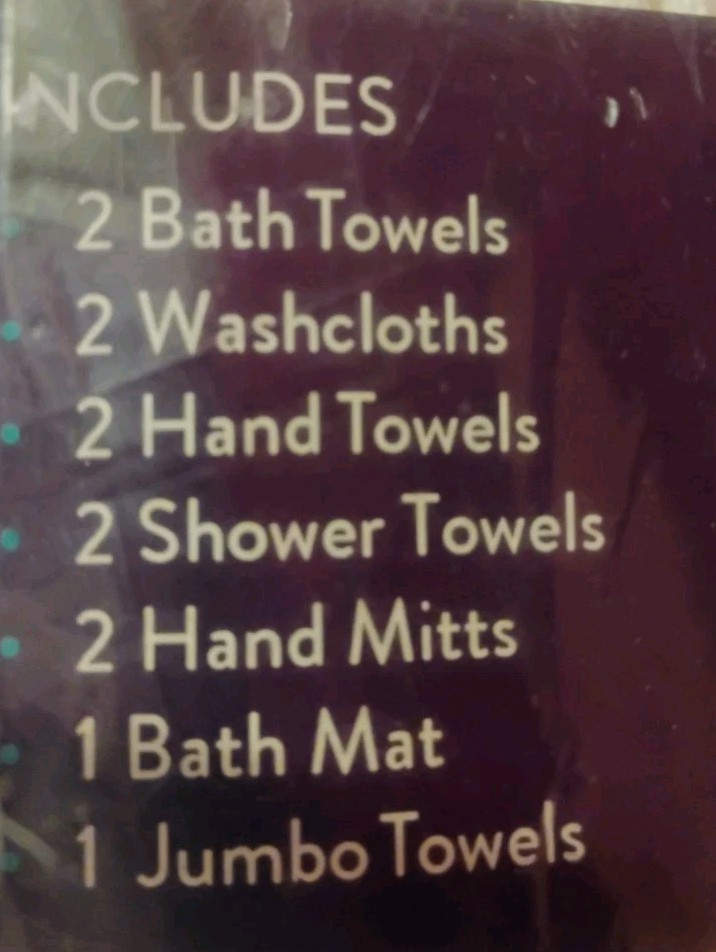 INCLUDES
2 Bath Towels
2 Washcloths
2 Hand Towels
2 Shower Towels
2 Hand Mitts
1 Bath Mat
1 Jumbo Towels